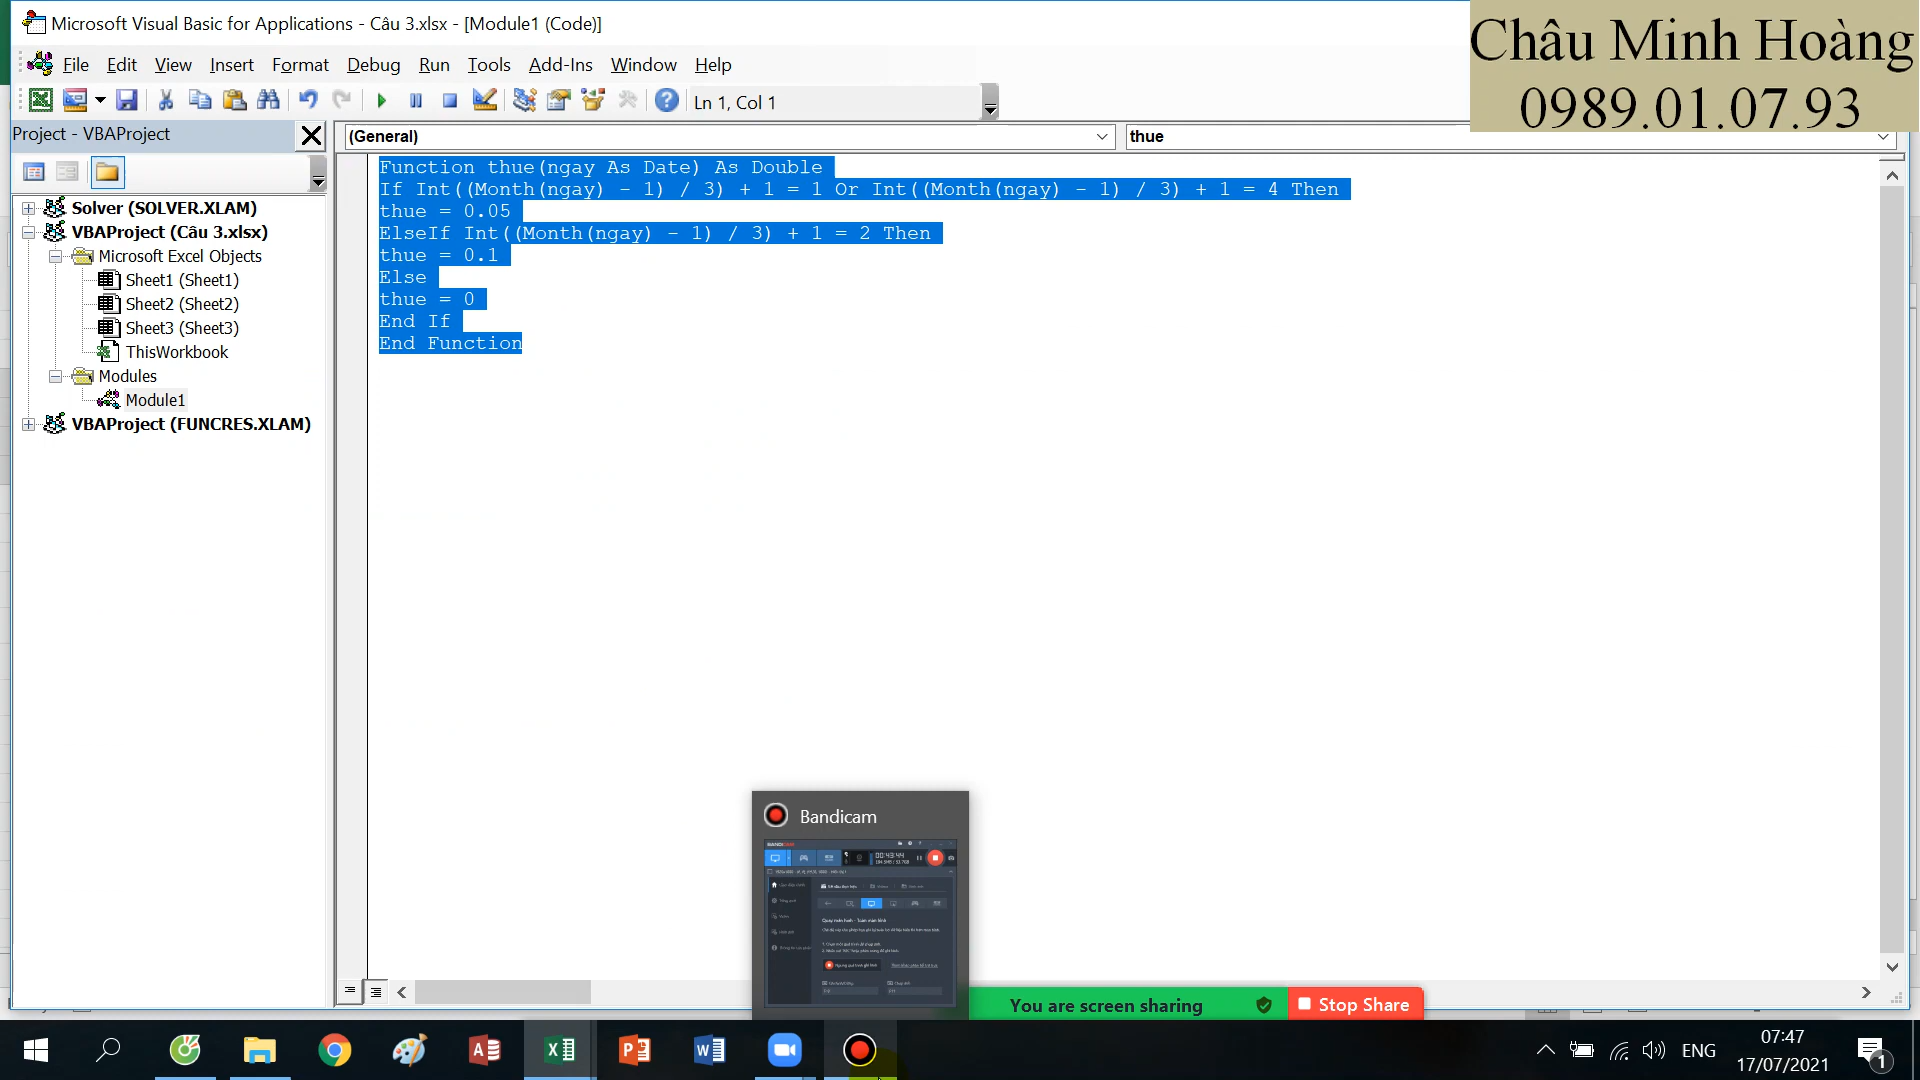 Microsoft Visual Basic for Applications - Câu 3.xlsx - [Module1 (Code)]
Châu Minh Hoàng
0989.01.07.93
File Edit View Insert Format Debug Run Tools Add-Ins Window Help
Ln 1, Col 1
Project - VBAProject
(General)
thue
Solver (SOLVER.XLAM)
VBAProject (Câu 3.xlsx)
Microsoft Excel Objects
Sheet1 (Sheet1)
Sheet2 (Sheet2)
Sheet3 (Sheet3)
ThisWorkbook
Modules
Module1
VBAProject (FUNCRES.XLAM)
Function thue(ngay As Date) As Double
If Int((Month(ngay) - 1) / 3) + 1 = 1 Or Int((Month(ngay) - 1) / 3) + 1 = 4 Then
thue = 0.05
ElseIf Int((Month(ngay) - 1) / 3) + 1 = 2 Then
thue = 0.1
Else
thue = 0
End If
End Function
Bandicam
00:43:44
You are screen sharing
Stop Share
ENG
07:47
17/07/2021
1